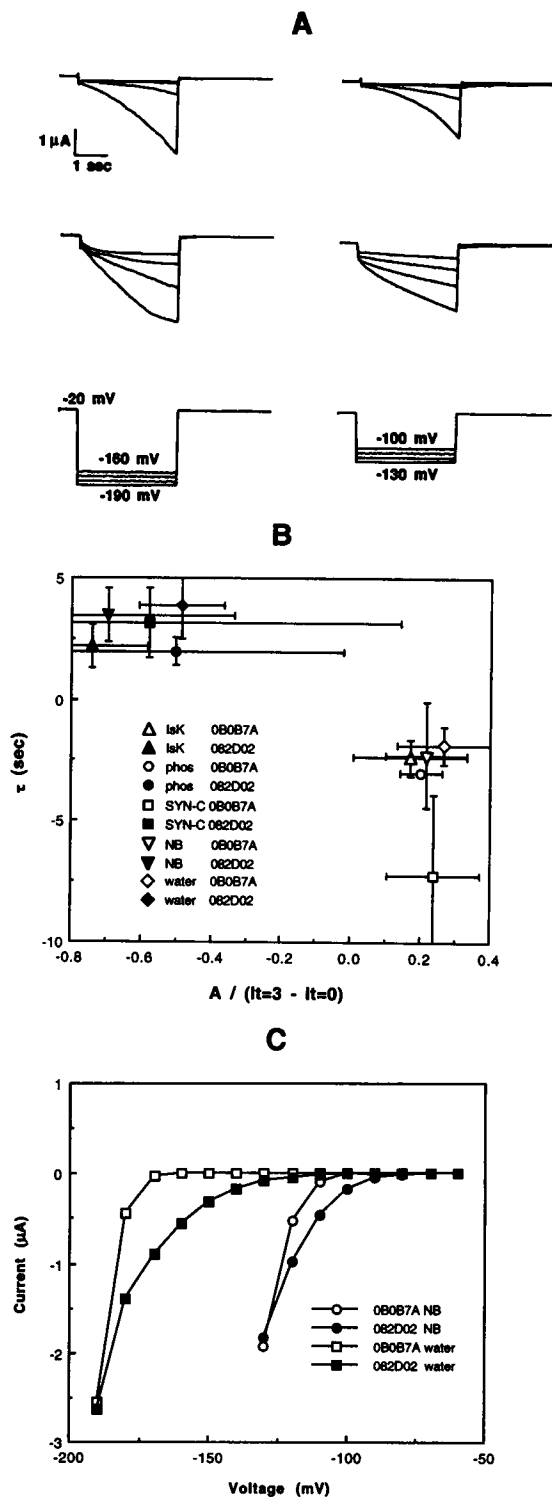 A
1 µA
1 sec
-20 mV
-160 mV
-190 mV
-100 mV
-130 mV
B
5
0
-5
-10
τ (sec)
IsK 0B0B7A
IsK 082D02
phos 0B0B7A
phos 082D02
SYN-C 0B0B7A
SYN-C 082D02
NB 0B0B7A
NB 082D02
water 0B0B7A
water 082D02
-0.8 -0.6 -0.4 -0.2 0.0 0.2 0.4
A / (It=3 - It=0)
C
1
0
-1
-2
-3
Current (µA)
0B0B7A NB
082D02 NB
0B0B7A water
082D02 water
-200 -150 -100 -50
Voltage (mV)